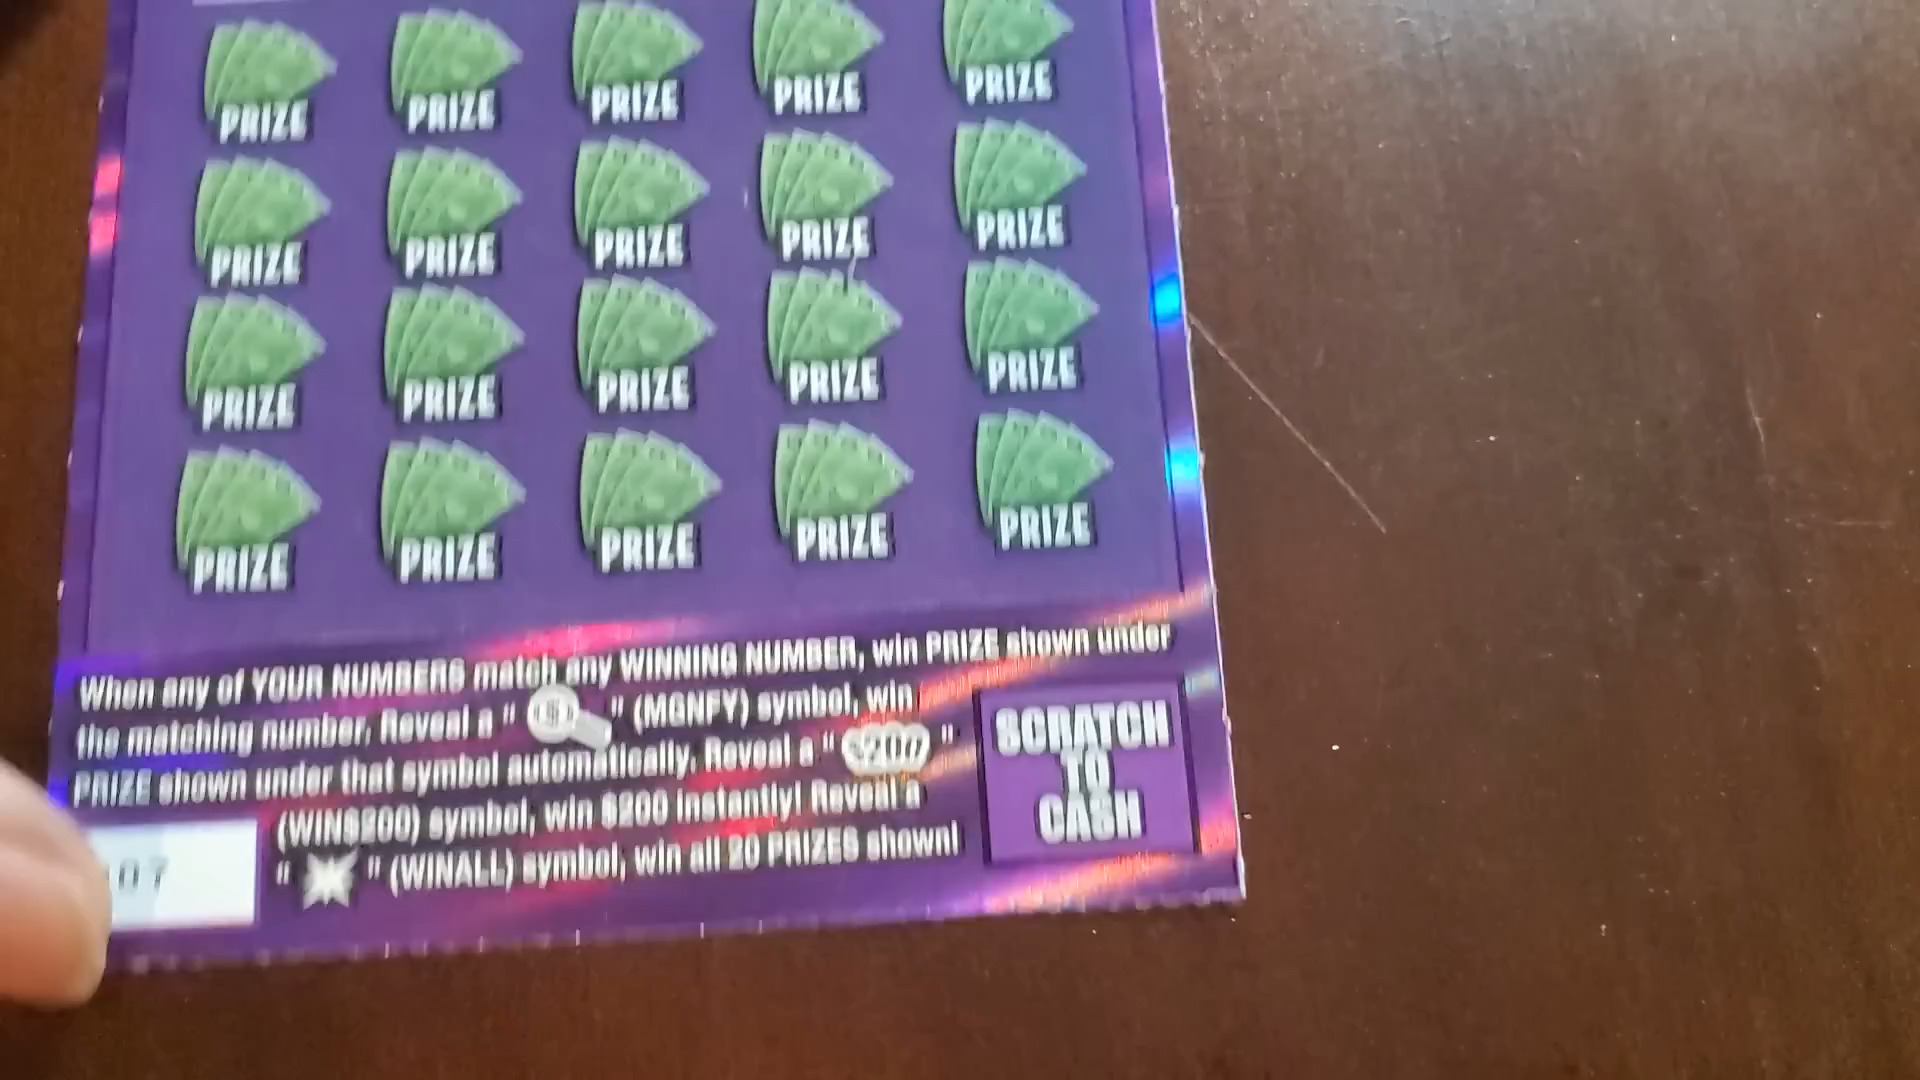 PRIZE PRIZE PRIZE PRIZE PRIZE
PRIZE PRIZE PRIZE PRIZE PRIZE
PRIZE PRIZE PRIZE PRIZE PRIZE
PRIZE PRIZE PRIZE PRIZE PRIZE
When any of YOUR NUMBERS match any WINNING NUMBER, win PRIZE shown under
the matching number. Reveal a " $ " (MGNFY) symbol, win
PRIZE shown under that symbol automatically. Reveal a " $200 "
(WIN$200) symbol, win $200 instantly! Reveal a
" " (WINALL) symbol, win all 20 PRIZES shown!
SCRATCH
TO
CASH
07